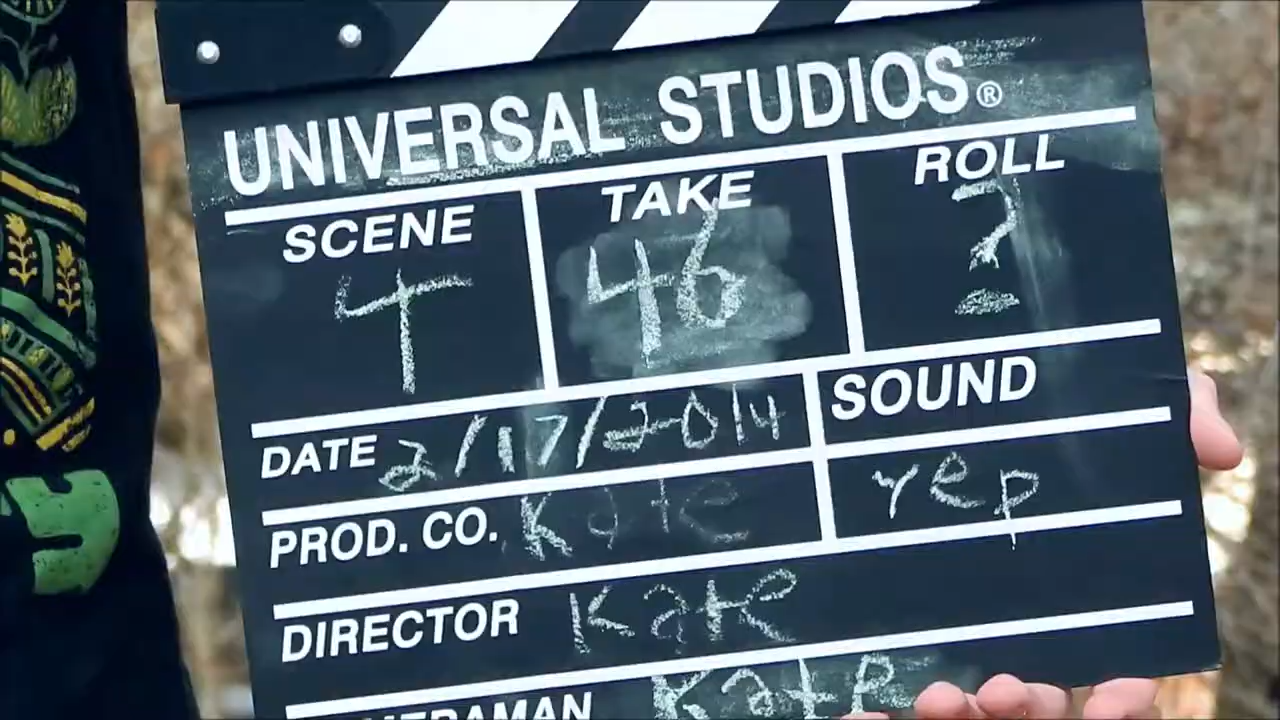 UNIVERSAL STUDIOS®
SCENE TAKE ROLL
4 46 ?
DATE 2/17/2014 SOUND
PROD. CO. Kate yep
DIRECTOR Kate
Kate